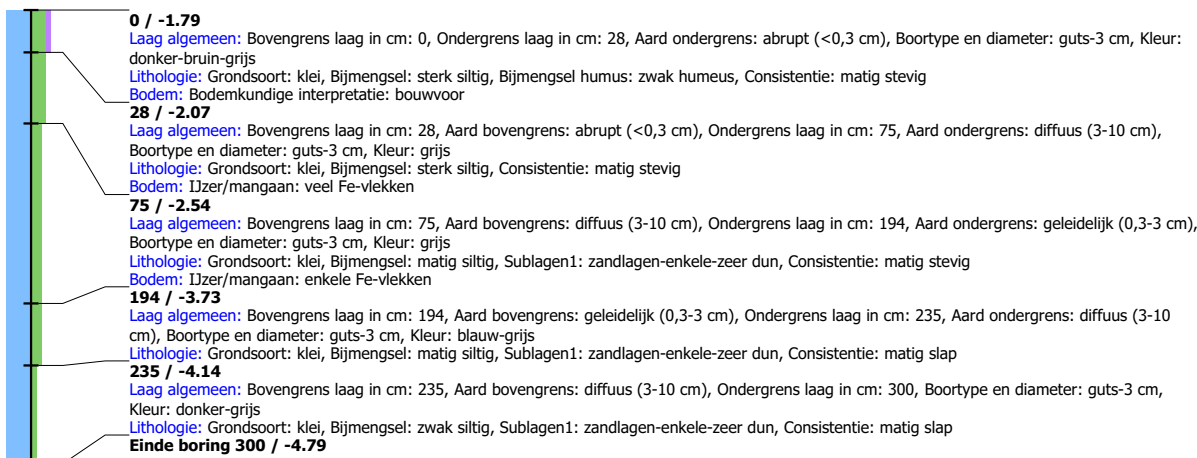 0 / -1.79
Laag algemeen: Bovengrens laag in cm: 0, Ondergrens laag in cm: 28, Aard ondergrens: abrupt (<0,3 cm), Boortype en diameter: guts-3 cm, Kleur:
donker-bruin-grijs
Lithologie: Grondsoort: klei, Bijmengsel: sterk siltig, Bijmengsel humus: zwak humeus, Consistentie: matig stevig
Bodem: Bodemkundige interpretatie: bouwvoor
28 / -2.07
Laag algemeen: Bovengrens laag in cm: 28, Aard bovengrens: abrupt (<0,3 cm), Ondergrens laag in cm: 75, Aard ondergrens: diffuus (3-10 cm),
Boortype en diameter: guts-3 cm, Kleur: grijs
Lithologie: Grondsoort: klei, Bijmengsel: sterk siltig, Consistentie: matig stevig
Bodem: IJzer/mangaan: veel Fe-vlekken
75 / -2.54
Laag algemeen: Bovengrens laag in cm: 75, Aard bovengrens: diffuus (3-10 cm), Ondergrens laag in cm: 194, Aard ondergrens: geleidelijk (0,3-3 cm),
Boortype en diameter: guts-3 cm, Kleur: grijs
Lithologie: Grondsoort: klei, Bijmengsel: matig siltig, Sublagen1: zandlagen-enkele-zeer dun, Consistentie: matig stevig
Bodem: IJzer/mangaan: enkele Fe-vlekken
194 / -3.73
Laag algemeen: Bovengrens laag in cm: 194, Aard bovengrens: geleidelijk (0,3-3 cm), Ondergrens laag in cm: 235, Aard ondergrens: diffuus (3-10
cm), Boortype en diameter: guts-3 cm, Kleur: blauw-grijs
Lithologie: Grondsoort: klei, Bijmengsel: matig siltig, Sublagen1: zandlagen-enkele-zeer dun, Consistentie: matig slap
235 / -4.14
Laag algemeen: Bovengrens laag in cm: 235, Aard bovengrens: diffuus (3-10 cm), Ondergrens laag in cm: 300, Boortype en diameter: guts-3 cm,
Kleur: donker-grijs
Lithologie: Grondsoort: klei, Bijmengsel: zwak siltig, Sublagen1: zandlagen-enkele-zeer dun, Consistentie: matig slap
Einde boring 300 / -4.79